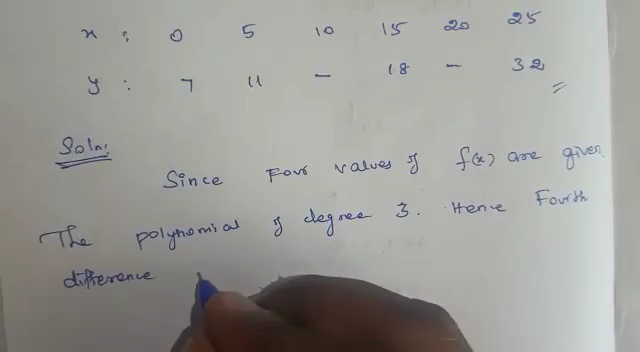 x : 0 5 10 15 20 25
y : 7 11 - 18 - 32
Soln:
Since Four values of f(x) are given.
The polynomial of degree 3. Hence Fourth
difference